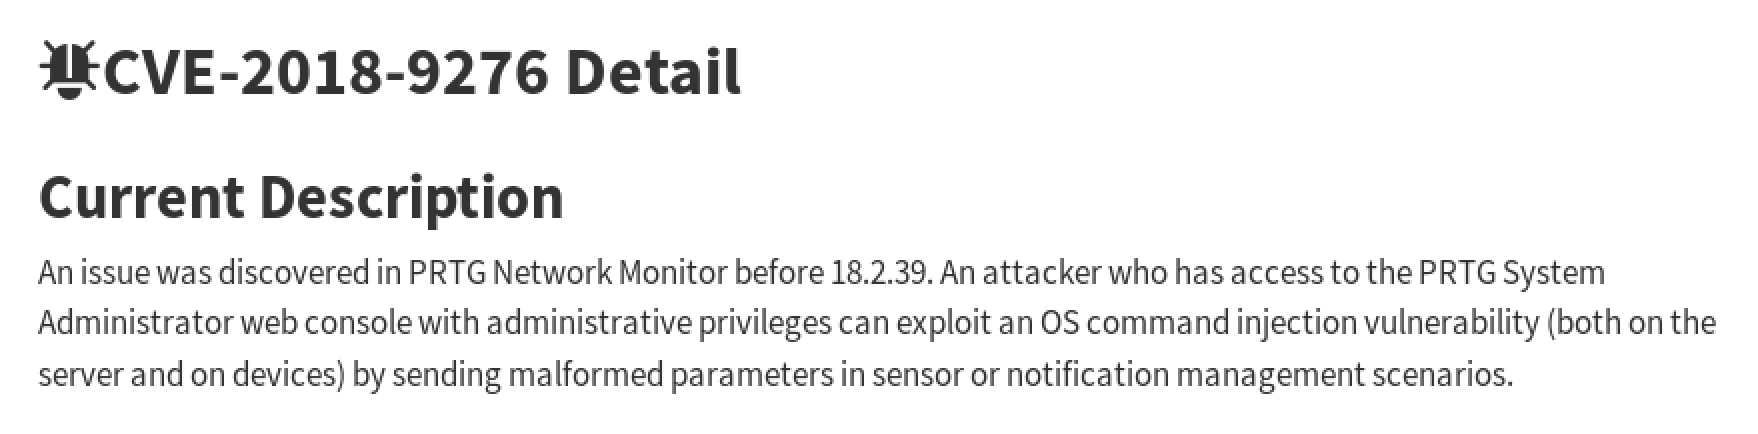 CVE-2018-9276 Detail
Current Description
An issue was discovered in PRTG Network Monitor before 18.2.39. An attacker who has access to the PRTG System
Administrator web console with administrative privileges can exploit an OS command injection vulnerability (both on the
server and on devices) by sending malformed parameters in sensor or notification management scenarios.